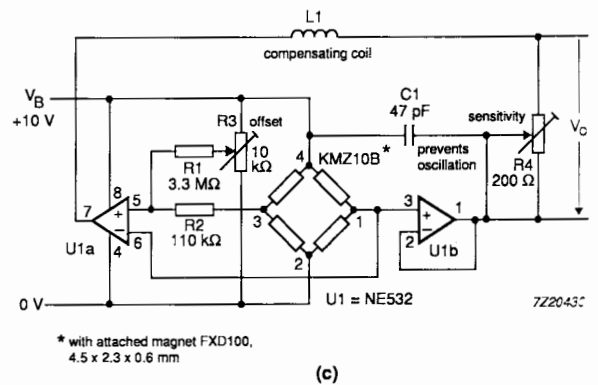 L1
compensating coil
VB
+10 V
C1
47 pF
R3
offset
sensitivity
VO
10
kΩ
4
KMZ10B*
prevents
oscillation
R4
200 Ω
R1
3.3 MΩ
8
7
5
+
−
6
4
R2
110 kΩ
3
1
3
+
−
2
1
U1a
U1b
2
0 V
U1 = NE532
* with attached magnet FXD100,
4.5 x 2.3 x 0.6 mm
(c)